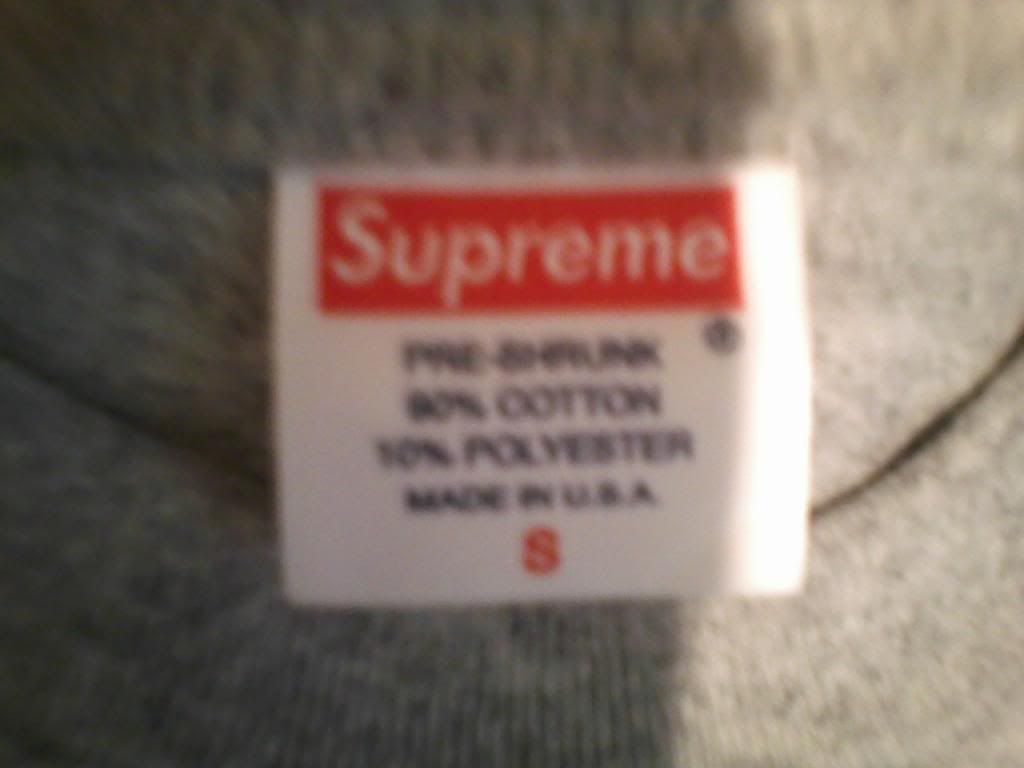 Supreme
®
PRE-SHRUNK
90% COTTON
10% POLYESTER
MADE IN U.S.A.
S